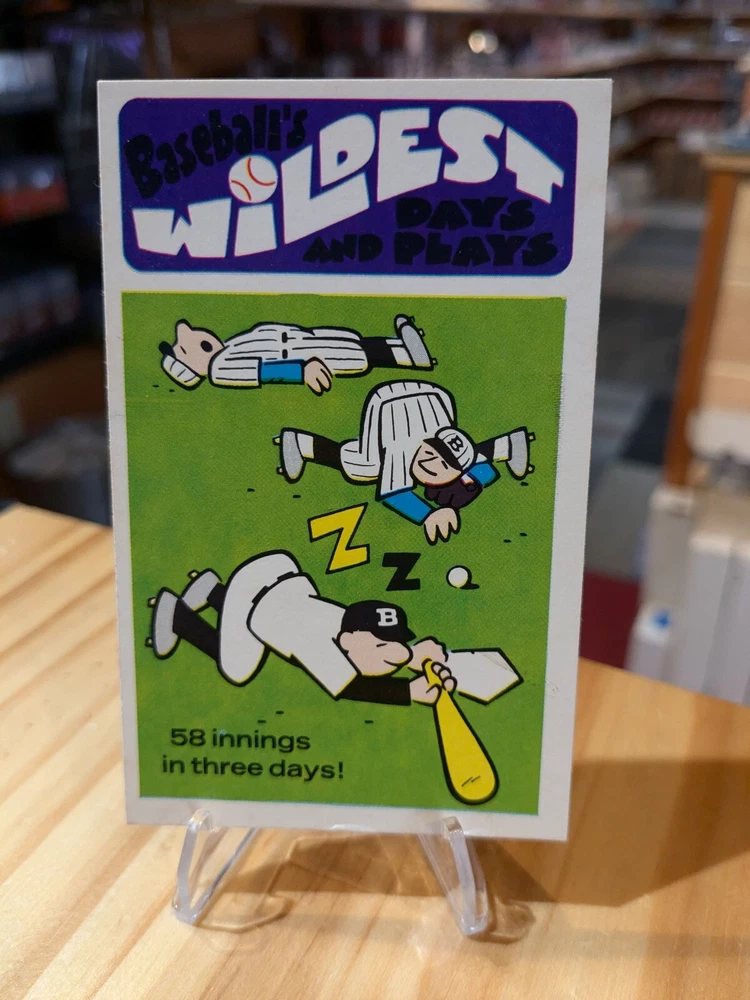 Baseball's
WiLDEST
DAYS
AND PLAYS
B
Z
Z
B
58 innings
in three days!